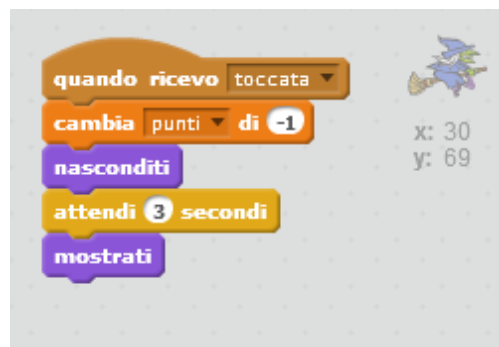 quando ricevo toccata
cambia punti di -1
nasconditi
attendi 3 secondi
mostrati
x: 30
y: 69